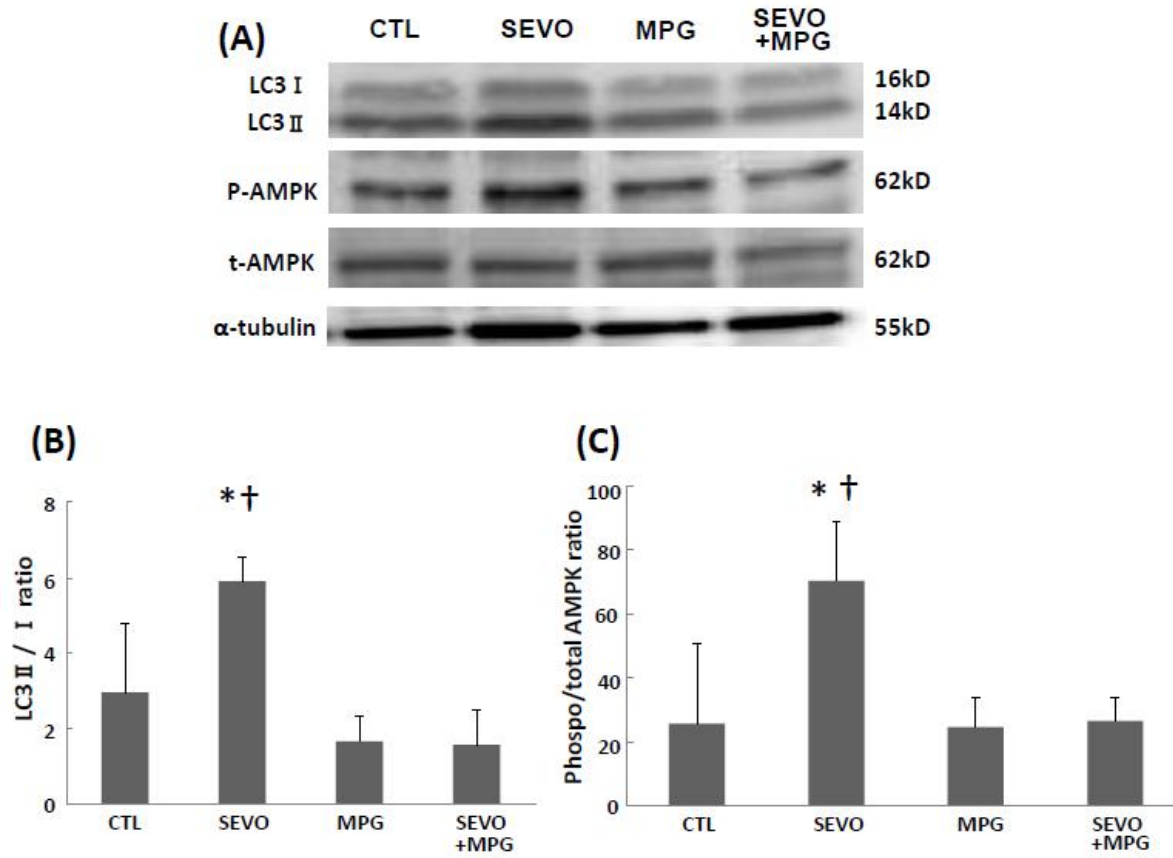 (A)
CTL SEVO MPG SEVO
+MPG
LC3 Ⅰ 16kD
LC3 Ⅱ 14kD
P-AMPK 62kD
t-AMPK 62kD
α-tubulin 55kD
(B)
LC3 Ⅱ / Ⅰ ratio
8
6
4
2
0
*†
CTL SEVO MPG SEVO
+MPG
(C)
Phospo/total AMPK ratio
100
80
60
40
20
0
* †
CTL SEVO MPG SEVO
+MPG